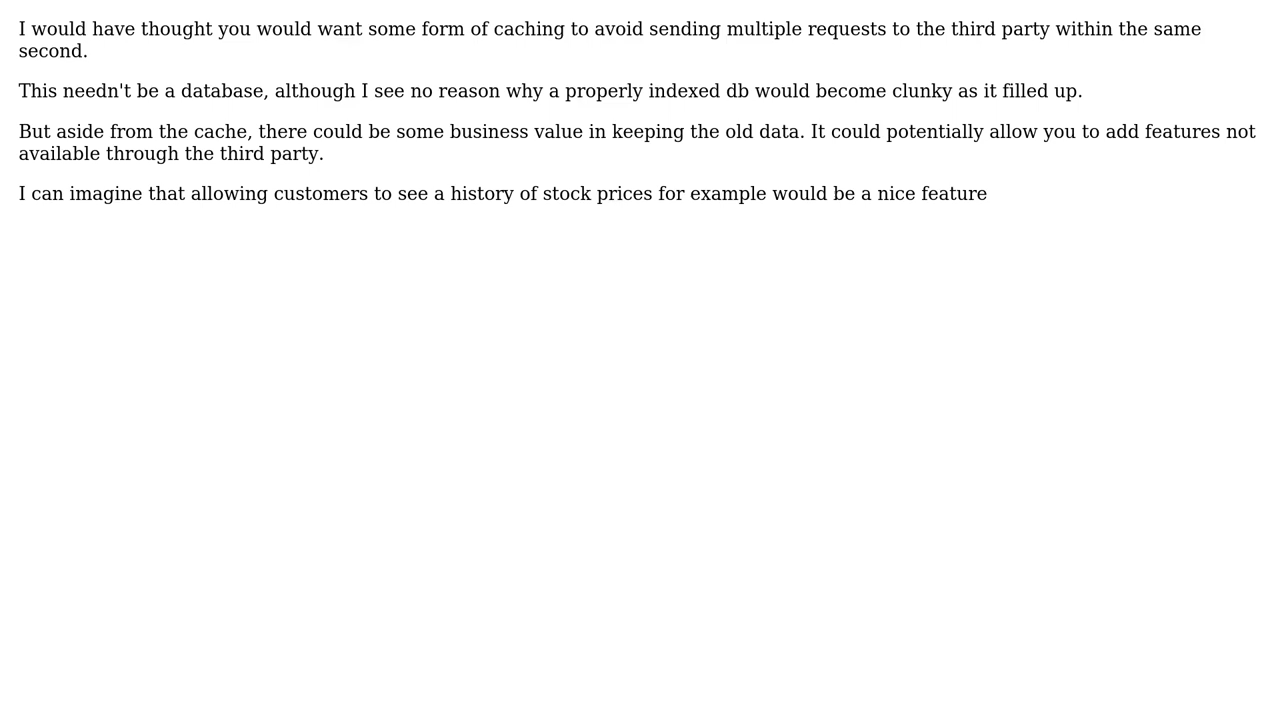 I would have thought you would want some form of caching to avoid sending multiple requests to the third party within the same
second.
This needn't be a database, although I see no reason why a properly indexed db would become clunky as it filled up.
But aside from the cache, there could be some business value in keeping the old data. It could potentially allow you to add features not
available through the third party.
I can imagine that allowing customers to see a history of stock prices for example would be a nice feature